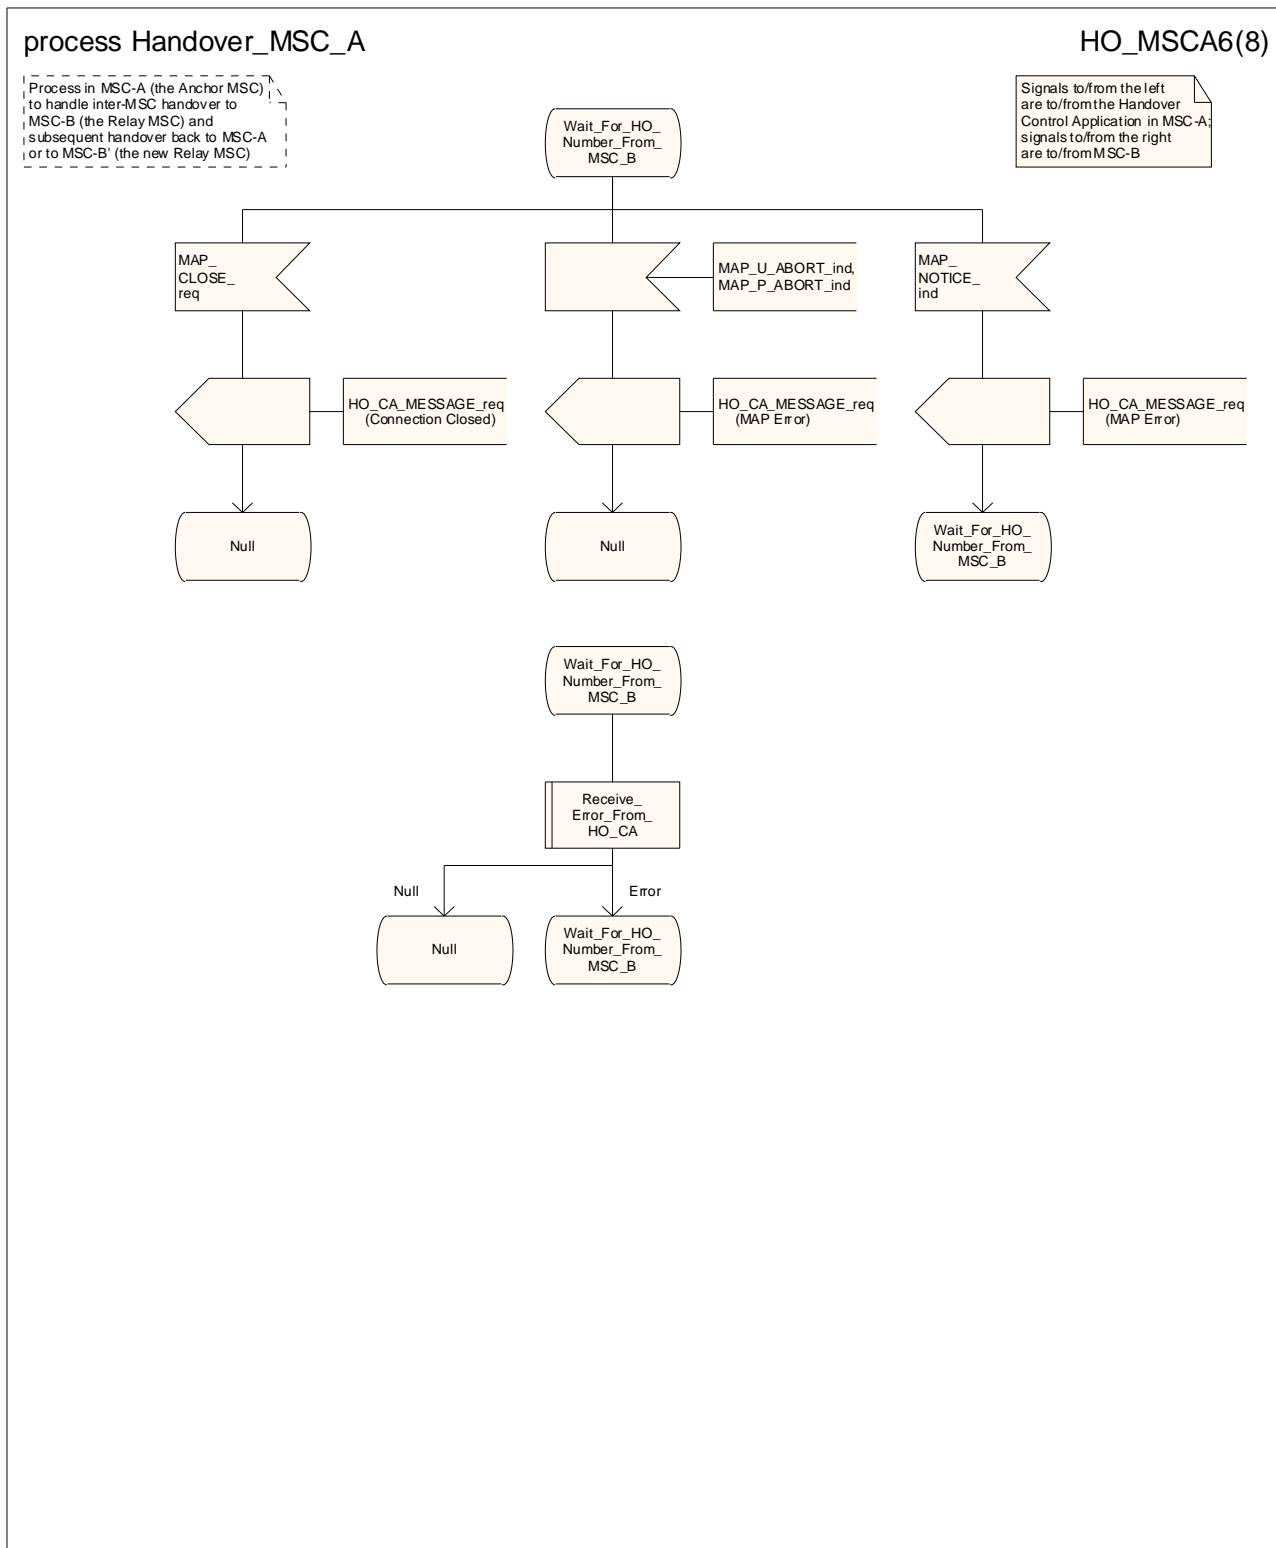 process Handover_MSC_A
HO_MSCA6(8)
Process in MSC-A (the Anchor MSC)
to handle inter-MSC handover to
MSC-B (the Relay MSC) and
subsequent handover back to MSC-A
or to MSC-B' (the new Relay MSC)
Signals to/from the left
are to/from the Handover
Control Application in MSC-A;
signals to/from the right
are to/from MSC-B
Wait_For_HO_
Number_From_
MSC_B
MAP_
CLOSE_
req
MAP_U_ABORT_ind,
MAP_P_ABORT_ind
MAP_
NOTICE_
ind
HO_CA_MESSAGE_req
(Connection Closed)
HO_CA_MESSAGE_req
(MAP Error)
HO_CA_MESSAGE_req
(MAP Error)
Null
Null
Wait_For_HO_
Number_From_
MSC_B
Wait_For_HO_
Number_From_
MSC_B
Receive_
Error_From_
HO_CA
Null
Error
Null
Wait_For_HO_
Number_From_
MSC_B